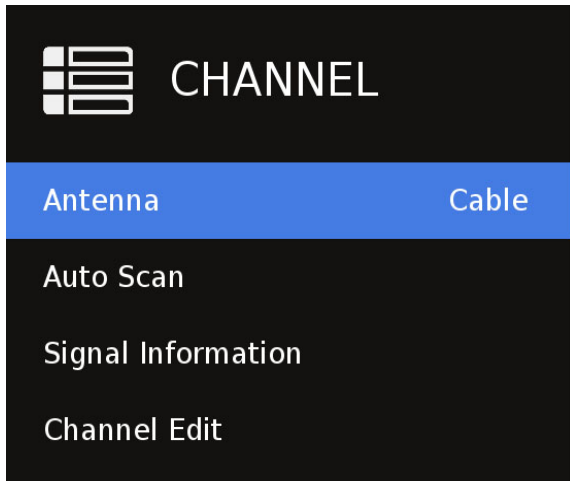 CHANNEL
Antenna Cable
Auto Scan
Signal Information
Channel Edit